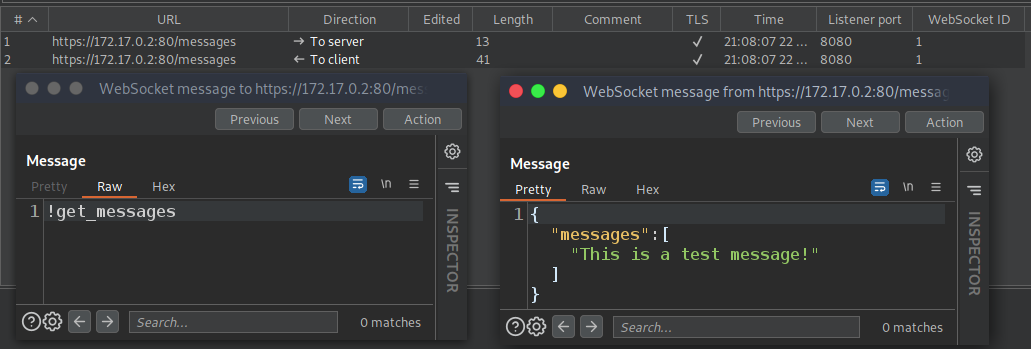 # URL Direction Edited Length Comment TLS Time Listener port WebSocket ID
1 https://172.17.0.2:80/messages → To server 13 ✓ 21:08:07 22 ... 8080 1
2 https://172.17.0.2:80/messages ← To client 41 ✓ 21:08:07 22 ... 8080 1
WebSocket message to https://172.17.0.2:80/mes
Previous Next Action
Message
Pretty Raw Hex \n
1 !get_messages
INSPECTOR
Search... 0 matches
WebSocket message from https://172.17.0.2:80/messag
Previous Next Action
Message
Pretty Raw Hex \n
1 {
"messages":[
"This is a test message!"
]
}
INSPECTOR
Search... 0 matches